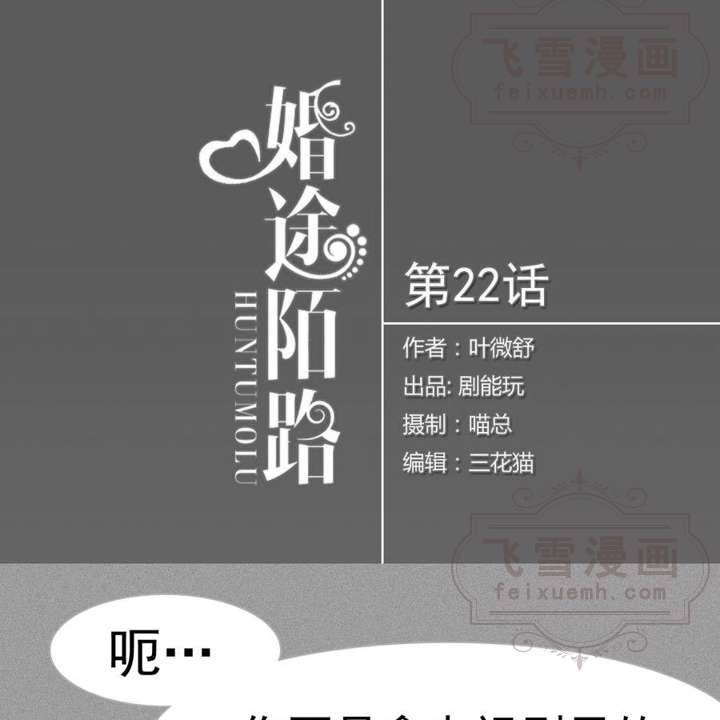 飞雪漫画
feixuemh.com
婚途陌路
HUNTUMOLU
第22话
作者：叶微舒
出品: 剧能玩
摄制：喵总
编辑：三花猫
飞雪漫画
feixuemh.com
呃···